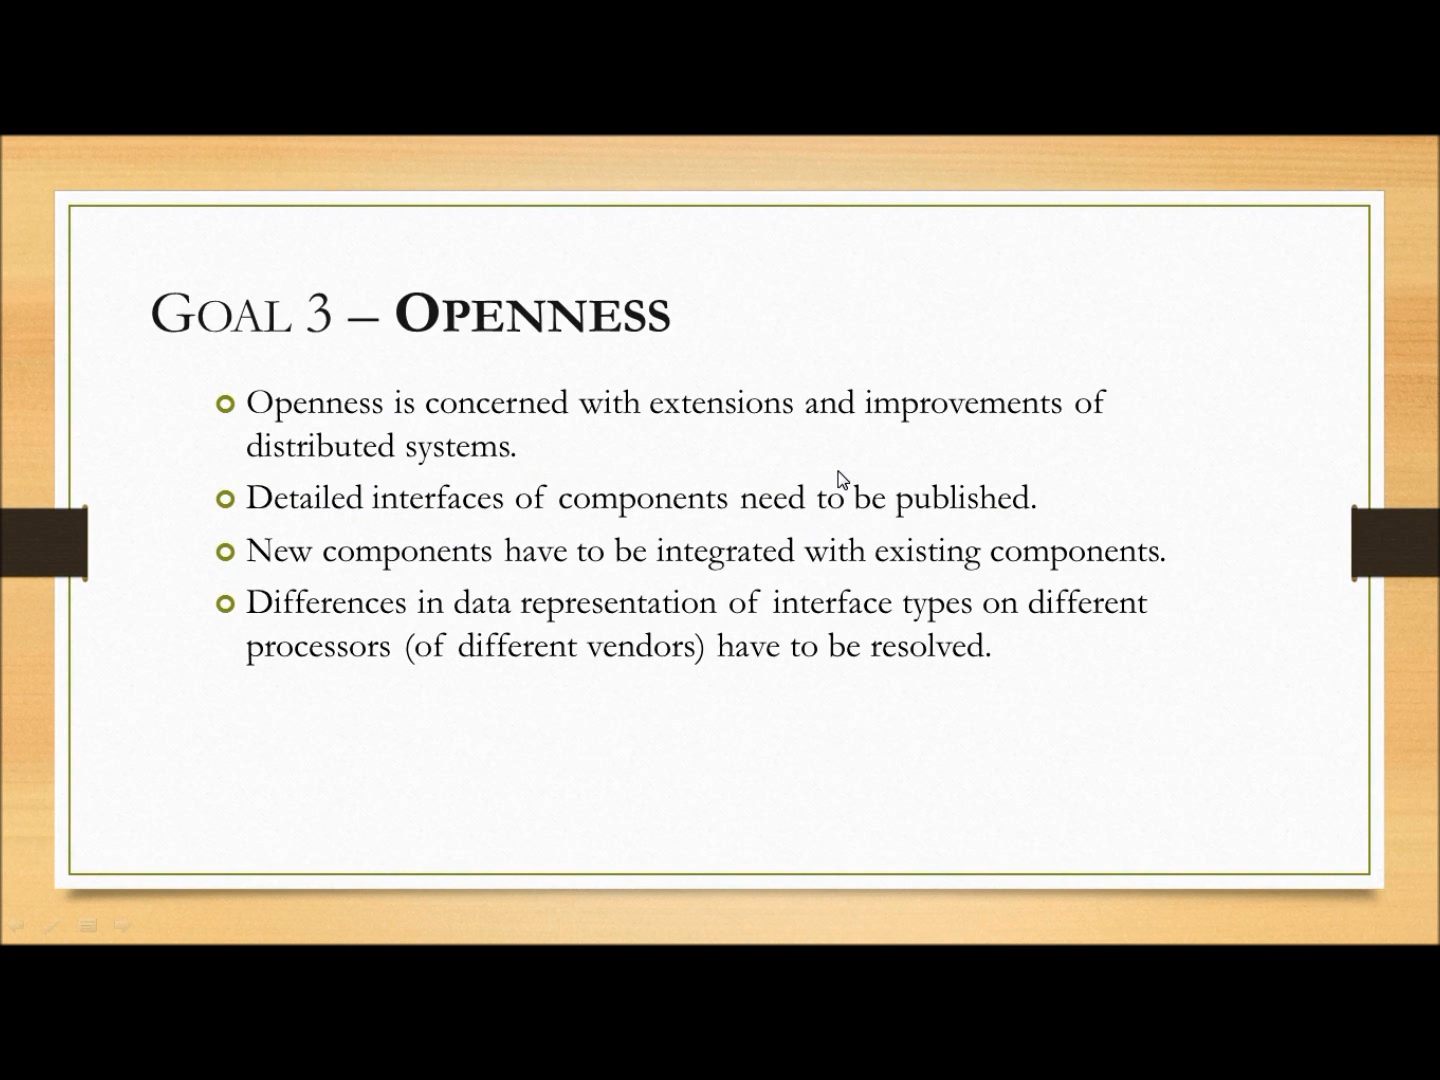 Goal 3 – Openness
Openness is concerned with extensions and improvements of
distributed systems.
Detailed interfaces of components need to be published.
New components have to be integrated with existing components.
Differences in data representation of interface types on different
processors (of different vendors) have to be resolved.